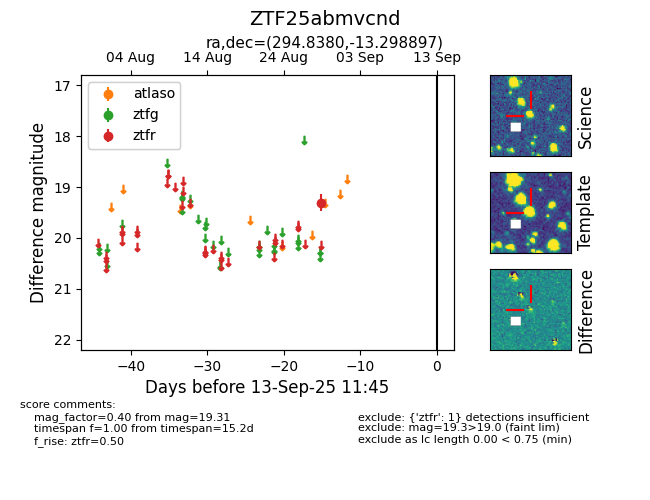 ZTF25abmvcnd
ra,dec=(294.8380,-13.298897)
04 Aug 14 Aug 24 Aug 03 Sep 13 Sep
17
18
19
20
21
22
Difference magnitude
atlaso
ztfg
ztfr
−40 −30 −20 −10 0
Days before 13-Sep-25 11:45
Science
Template
Difference
score comments:
mag_factor=0.40 from mag=19.31
timespan f=1.00 from timespan=15.2d
f_rise: ztfr=0.50
exclude: {'ztfr': 1} detections insufficient
exclude: mag=19.3>19.0 (faint lim)
exclude as lc length 0.00 < 0.75 (min)